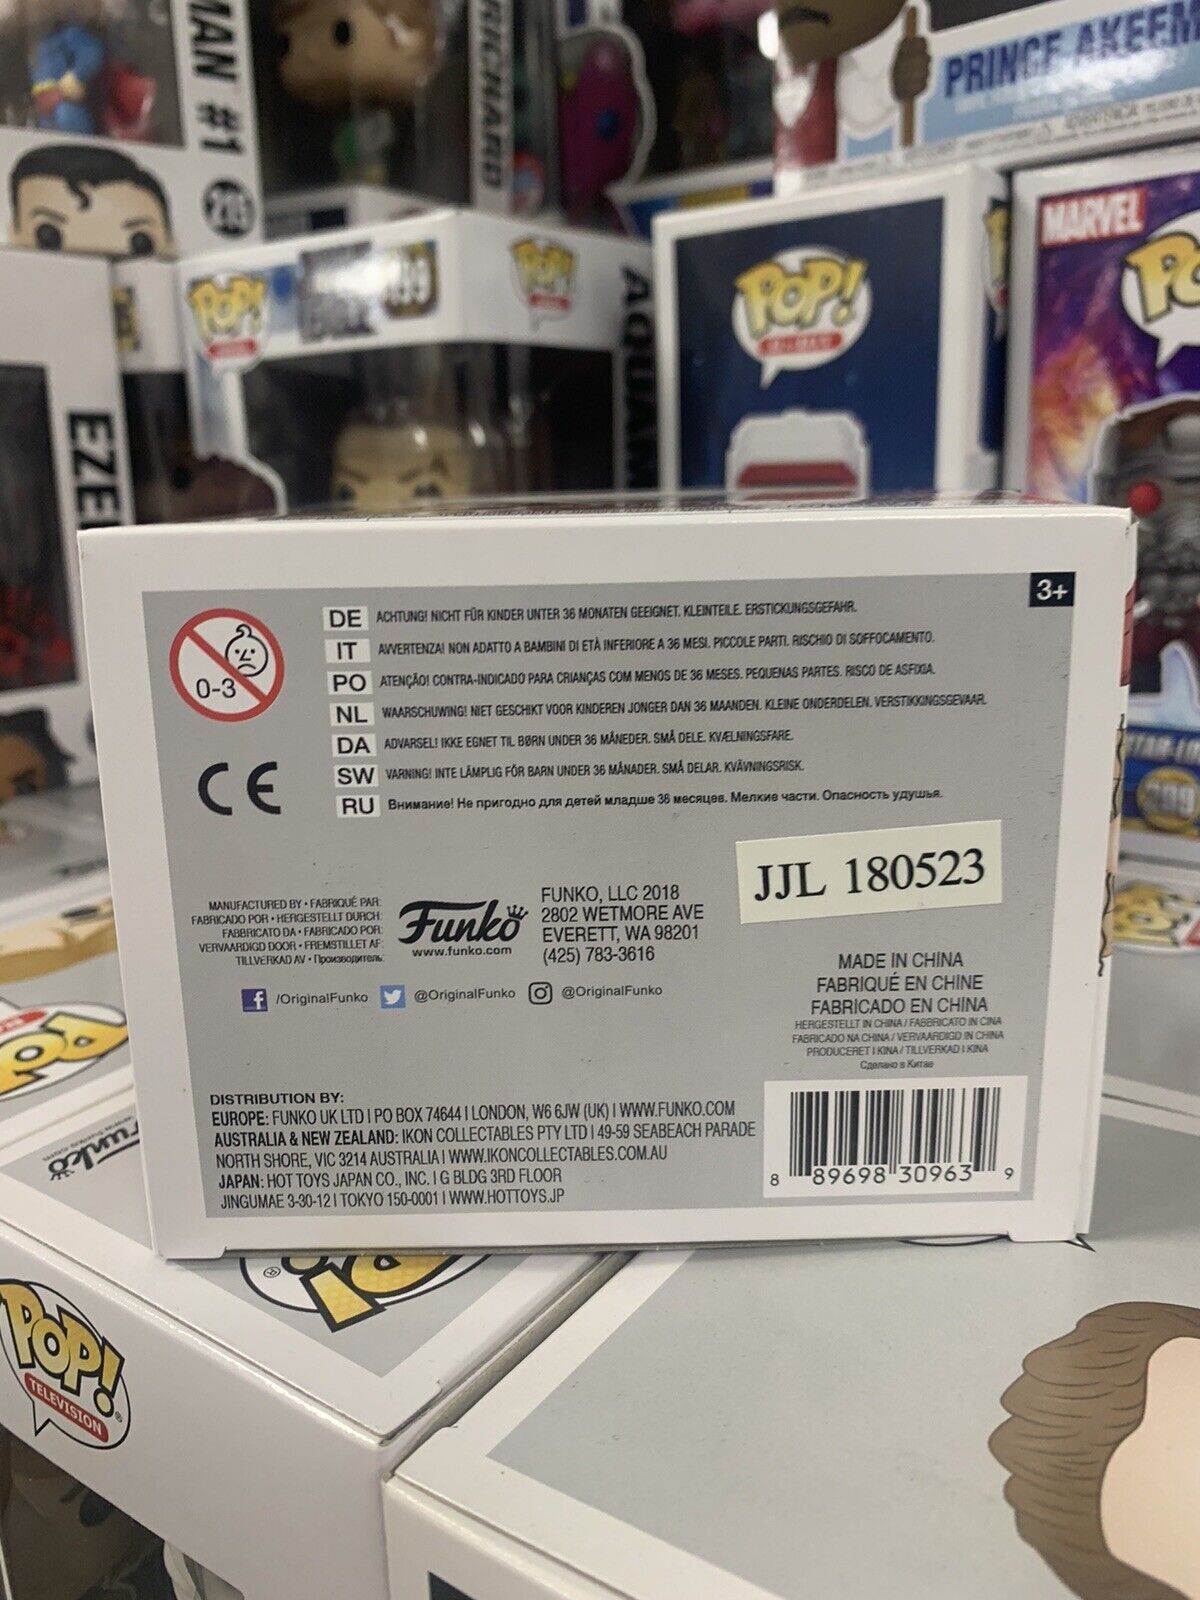 MAN #1
RICHARD
PRINCE AKEEM
MARVEL
POP!
POP!
POP!
AQUAM
EZE
3+
0-3
DE ACHTUNG! NICHT FÜR KINDER UNTER 36 MONATEN GEEIGNET. KLEINTEILE. ERSTICKUNGSGEFAHR.
IT AVVERTENZA! NON ADATTO A BAMBINI DI ETÀ INFERIORE A 36 MESI. PICCOLE PARTI. RISCHIO DI SOFFOCAMENTO.
PO ATENÇÃO! CONTRA-INDICADO PARA CRIANÇAS COM MENOS DE 36 MESES. PEQUENAS PARTES. RISCO DE ASFIXIA.
NL WAARSCHUWING! NIET GESCHIKT VOOR KINDEREN JONGER DAN 36 MAANDEN. KLEINE ONDERDELEN. VERSTIKKINGSGEVAAR.
DA ADVARSEL! IKKE EGNET TIL BØRN UNDER 36 MÅNEDER. SMÅ DELE. KVÆLNINGSFARE.
SW VARNING! INTE LÄMPLIG FÖR BARN UNDER 36 MÅNADER. SMÅ DELAR. KVÄVNINGSRISK.
RU Внимание! Не пригодно для детей младше 36 месяцев. Мелкие части. Опасность удушья.
CE
JJL 180523
MANUFACTURED BY • FABRIQUÉ PAR:
FABRICADO POR • HERGESTELLT DURCH:
FABBRICATO DA • FABRICADO POR:
VERVAARDIGD DOOR • FREMSTILLET AF:
TILLVERKAD AV • Производитель:
Funko
www.funko.com
FUNKO, LLC 2018
2802 WETMORE AVE
EVERETT, WA 98201
(425) 783-3616
f /OriginalFunko @OriginalFunko @OriginalFunko
MADE IN CHINA
FABRIQUÉ EN CHINE
FABRICADO EN CHINA
HERGESTELLT IN CHINA / FABBRICATO IN CINA
FABRICADO NA CHINA / VERVAARDIGD IN CHINA
PRODUCERET I KINA / TILLVERKAD I KINA
Сделано в Китае
DISTRIBUTION BY:
EUROPE: FUNKO UK LTD | PO BOX 74644 | LONDON, W6 6JW (UK) | WWW.FUNKO.COM
AUSTRALIA & NEW ZEALAND: IKON COLLECTABLES PTY LTD | 49-59 SEABEACH PARADE
NORTH SHORE, VIC 3214 AUSTRALIA | WWW.IKONCOLLECTABLES.COM.AU
JAPAN: HOT TOYS JAPAN CO., INC. | G BLDG 3RD FLOOR
JINGUMAE 3-30-12 | TOKYO 150-0001 | WWW.HOTTOYS.JP
8 89698 30963 9
Funko
POP!
TELEVISION